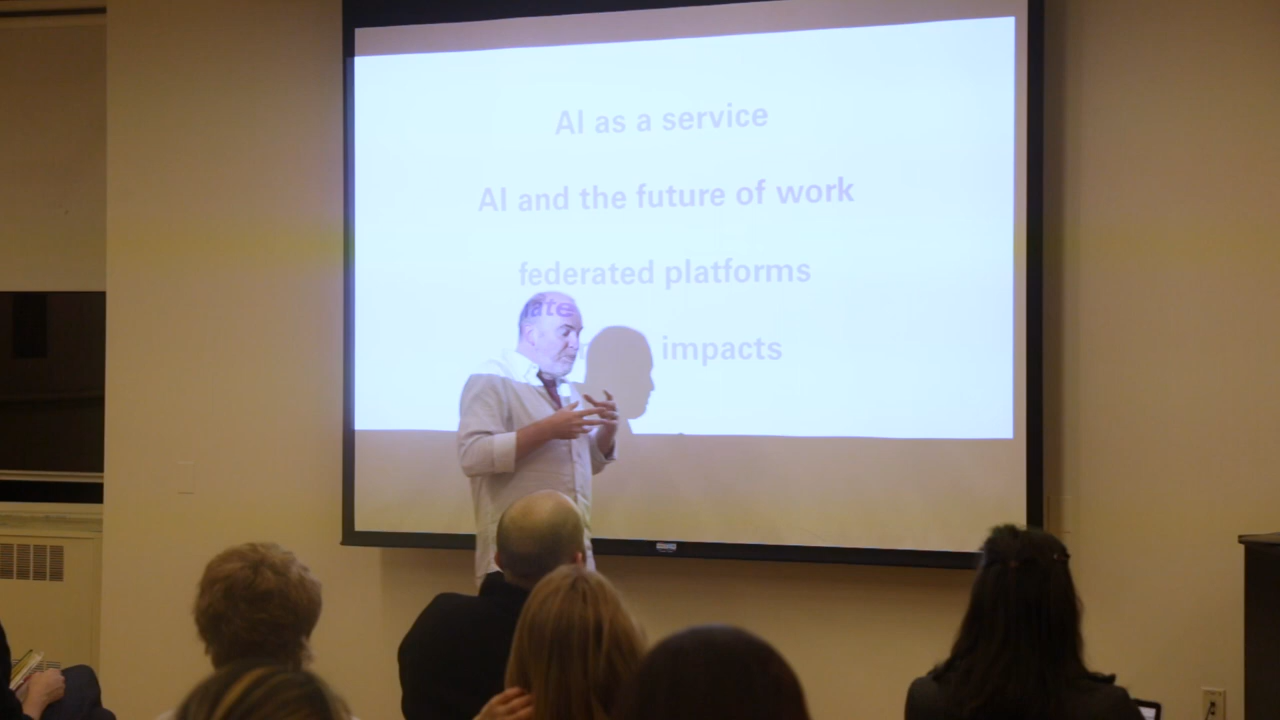 AI as a service
AI and the future of work
federated platforms
impacts